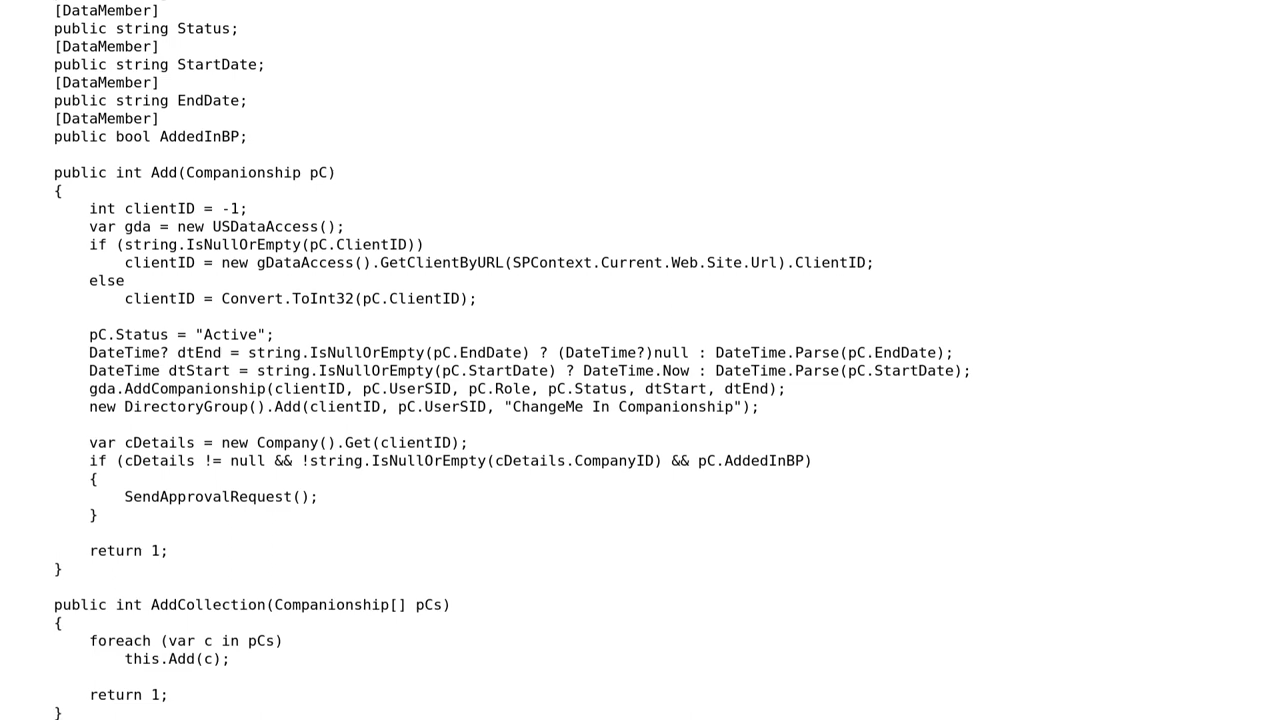 [DataMember]
public string Status;
[DataMember]
public string StartDate;
[DataMember]
public string EndDate;
[DataMember]
public bool AddedInBP;

public int Add(Companionship pC)
{
    int clientID = -1;
    var gda = new USDataAccess();
    if (string.IsNullOrEmpty(pC.ClientID))
        clientID = new gDataAccess().GetClientByURL(SPContext.Current.Web.Site.Url).ClientID;
    else
        clientID = Convert.ToInt32(pC.ClientID);

    pC.Status = "Active";
    DateTime? dtEnd = string.IsNullOrEmpty(pC.EndDate) ? (DateTime?)null : DateTime.Parse(pC.EndDate);
    DateTime dtStart = string.IsNullOrEmpty(pC.StartDate) ? DateTime.Now : DateTime.Parse(pC.StartDate);
    gda.AddCompanionship(clientID, pC.UserSID, pC.Role, pC.Status, dtStart, dtEnd);
    new DirectoryGroup().Add(clientID, pC.UserSID, "ChangeMe In Companionship");

    var cDetails = new Company().Get(clientID);
    if (cDetails != null && !string.IsNullOrEmpty(cDetails.CompanyID) && pC.AddedInBP)
    {
        SendApprovalRequest();
    }

    return 1;
}

public int AddCollection(Companionship[] pCs)
{
    foreach (var c in pCs)
        this.Add(c);

    return 1;
}